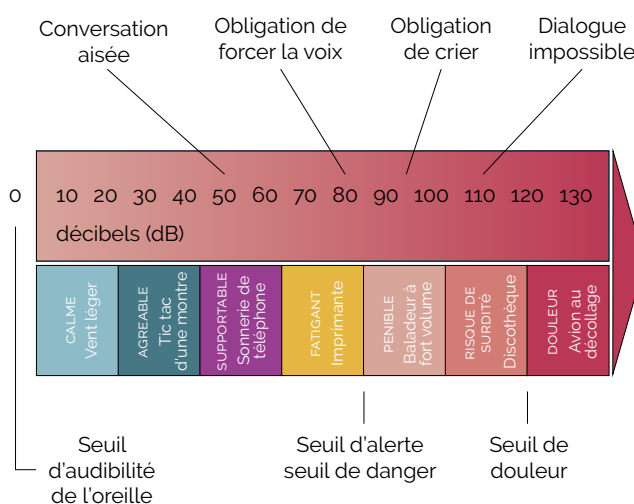 Conversation
aisée
Obligation de
forcer la voix
Obligation
de crier
Dialogue
impossible
0 10 20 30 40 50 60 70 80 90 100 110 120 130
décibels (dB)
CALME
Vent léger
AGREABLE
Tic tac
d'une montre
SUPPORTABLE
Sonnerie de
téléphone
FATIGANT
Imprimante
PENIBLE
Baladeur à
fort volume
RISQUE DE
SURDITÉ
Discothèque
DOULEUR
Avion au
décollage
Seuil
d'audibilité
de l'oreille
Seuil d'alerte
seuil de danger
Seuil de
douleur